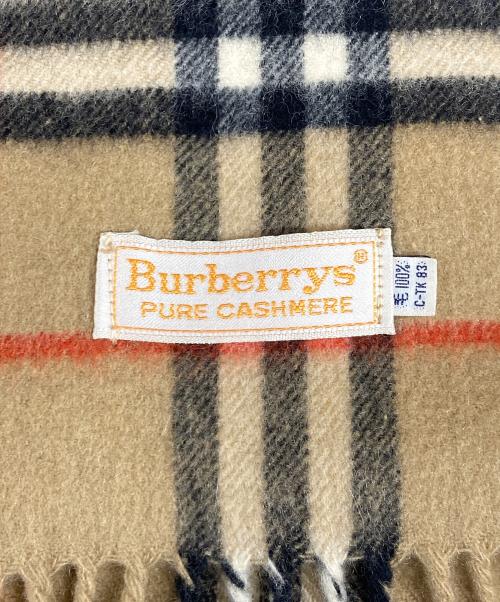 Burberrys®
PURE CASHMERE
毛 100%
C-TK 83